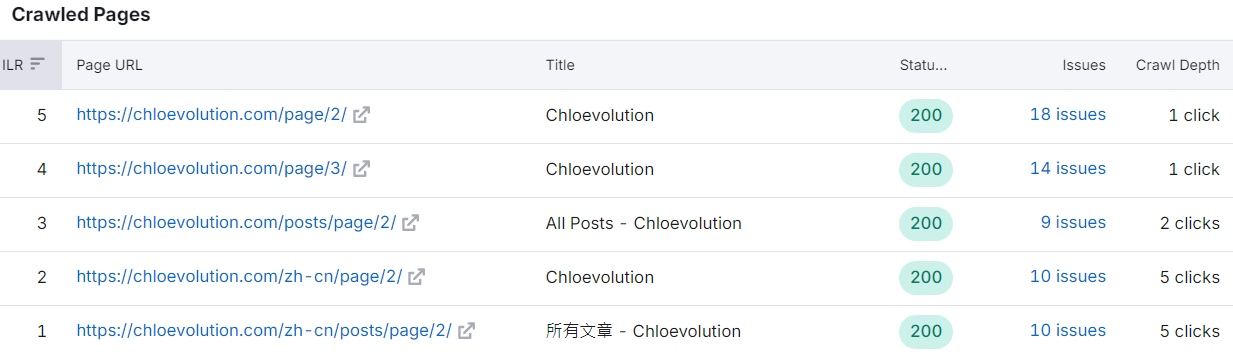 Crawled Pages
ILR Page URL Title Statu... Issues Crawl Depth
5 https://chloevolution.com/page/2/ Chloevolution 200 18 issues 1 click
4 https://chloevolution.com/page/3/ Chloevolution 200 14 issues 1 click
3 https://chloevolution.com/posts/page/2/ All Posts - Chloevolution 200 9 issues 2 clicks
2 https://chloevolution.com/zh-cn/page/2/ Chloevolution 200 10 issues 5 clicks
1 https://chloevolution.com/zh-cn/posts/page/2/ 所有文章 - Chloevolution 200 10 issues 5 clicks